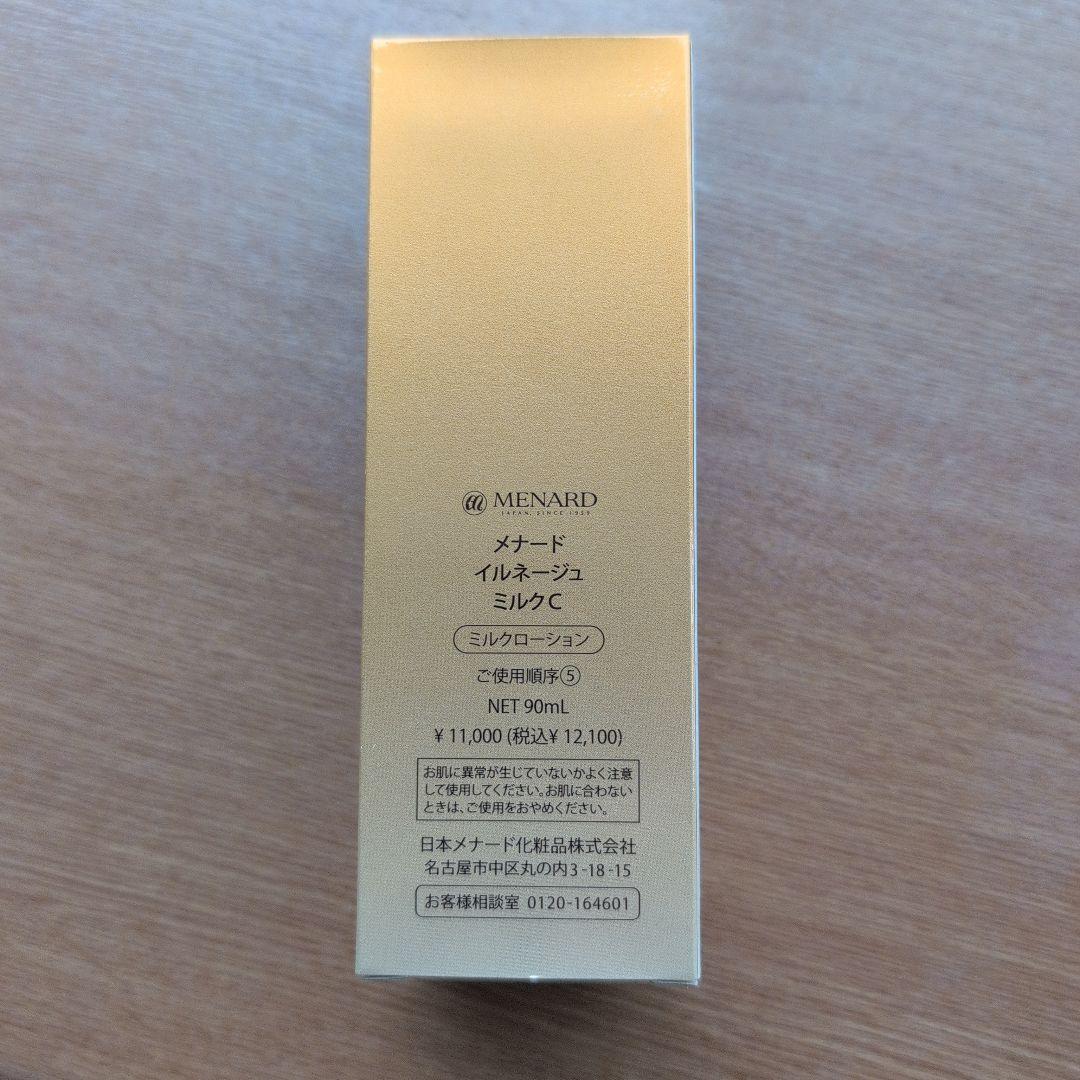 MENARD
JAPAN, SINCE 1959
メナード
イルネージュ
ミルクC
ミルクローション
ご使用順序⑤
NET 90mL
¥ 11,000 (税込¥ 12,100)
お肌に異常が生じていないかよく注意
して使用してください。お肌に合わない
ときは、ご使用をおやめください。
日本メナード化粧品株式会社
名古屋市中区丸の内3-18-15
お客様相談室 0120-164601